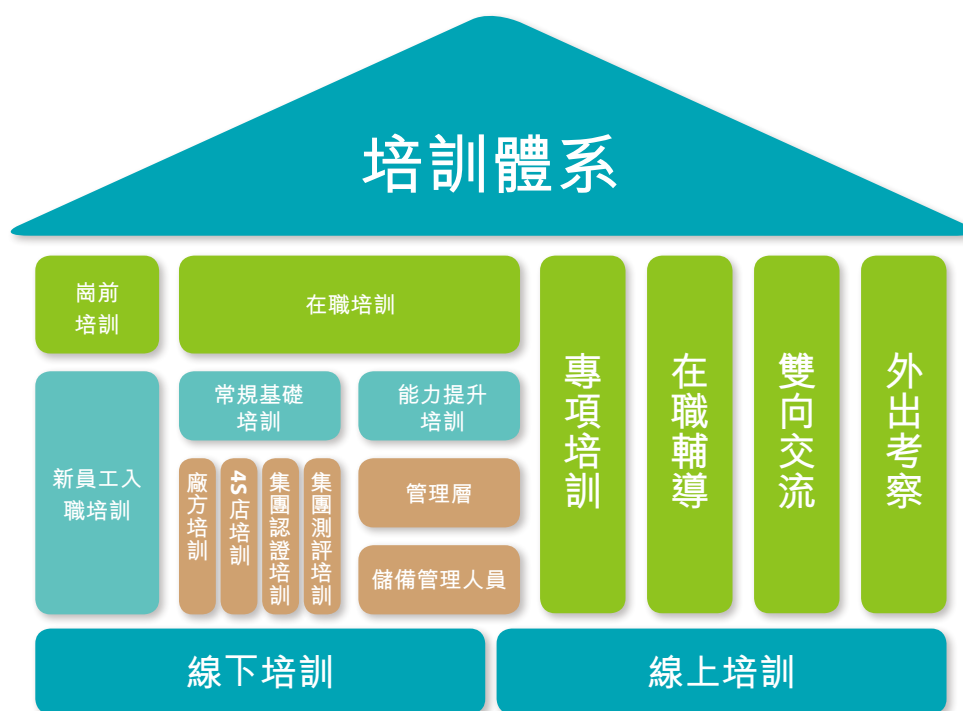 培訓體系
崗前
培訓
在職培訓
專項培訓
在職輔導
雙向交流
外出考察
新員工入
職培訓
常規基礎
培訓
能力提升
培訓
廠方培訓
4S店培訓
集團認證培訓
集團測評培訓
管理層
儲備管理人員
線下培訓
線上培訓